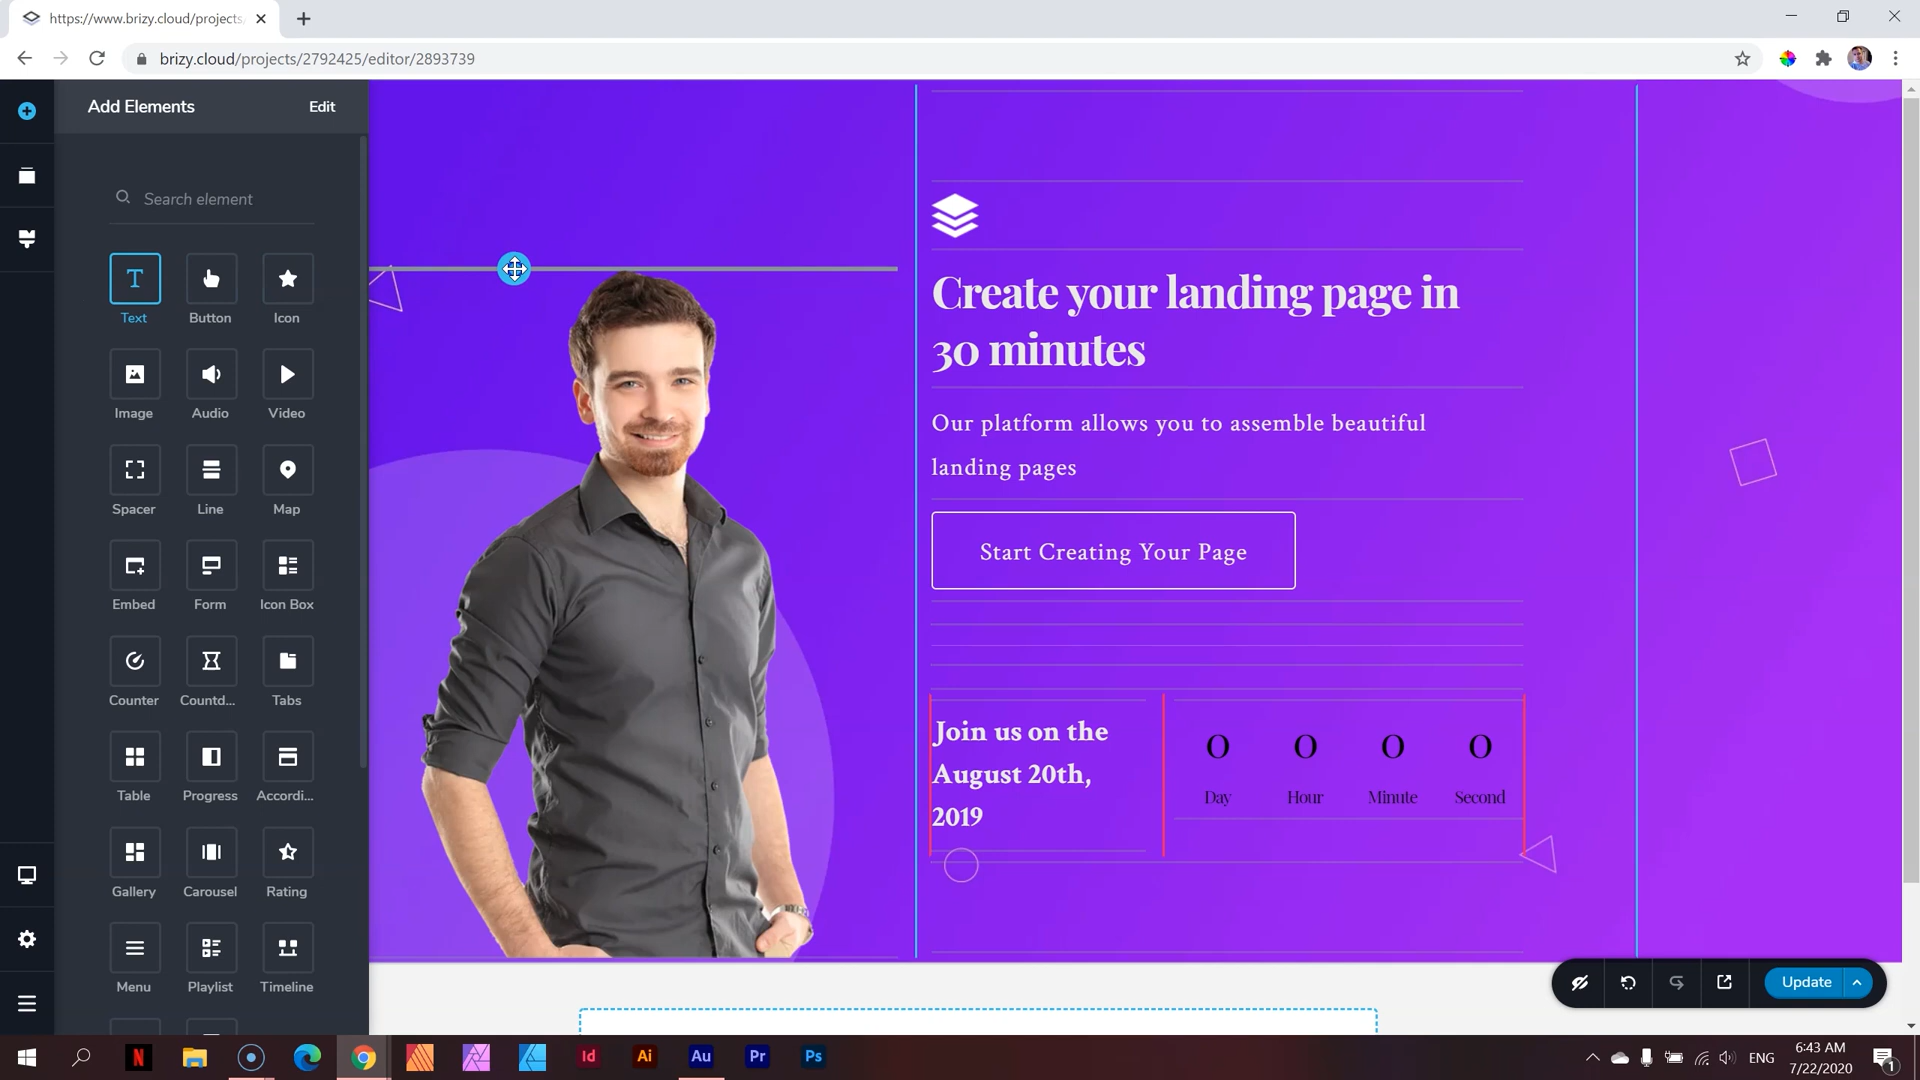 https://www.brizy.cloud/projects
brizy.cloud/projects/2792425/editor/2893739
Add Elements
Edit
Search element
Text
Button
Icon
Image
Audio
Video
Spacer
Line
Map
Embed
Form
Icon Box
Counter
Countd...
Tabs
Table
Progress
Accordi...
Gallery
Carousel
Rating
Menu
Playlist
Timeline
Create your landing page in
30 minutes
Our platform allows you to assemble beautiful
landing pages
Start Creating Your Page
Join us on the
August 20th,
2019
0 0 0 0
Day Hour Minute Second
Update
N
Id
Ai
Au
Pr
Ps
ENG
6:43 AM
7/22/2020
1